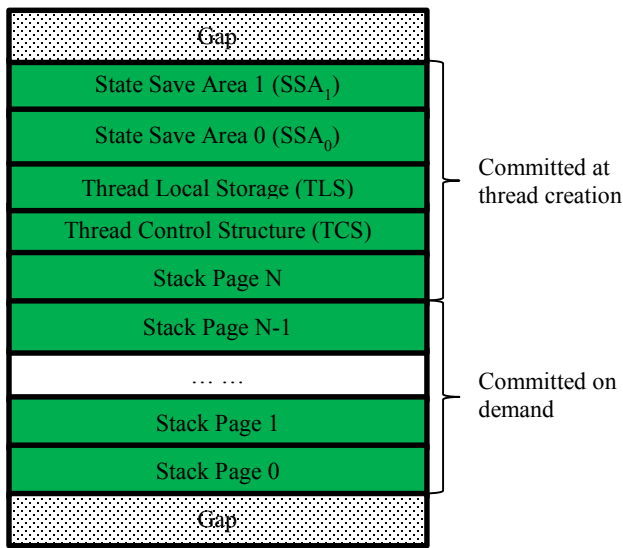 Gap
State Save Area 1 (SSA₁)
State Save Area 0 (SSA₀)
Thread Local Storage (TLS)
Thread Control Structure (TCS)
Stack Page N
Stack Page N-1
… …
Stack Page 1
Stack Page 0
Gap
Committed at
thread creation
Committed on
demand